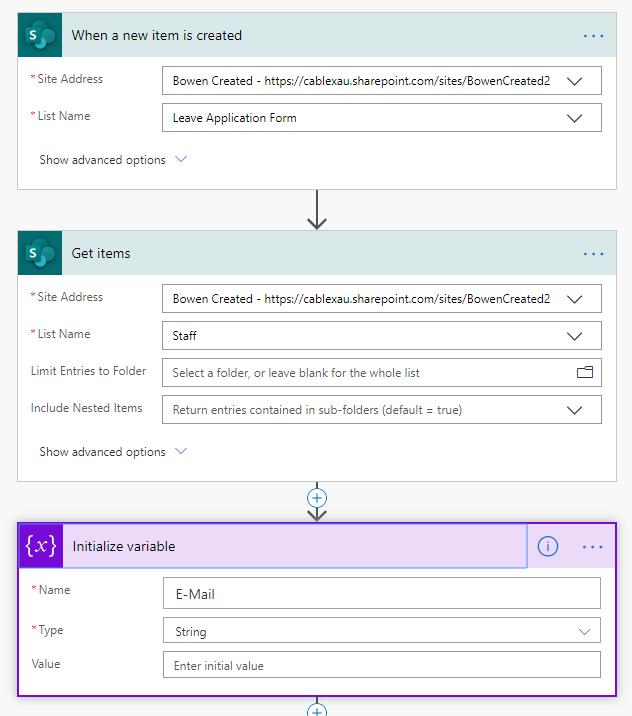 When a new item is created
* Site Address Bowen Created - https://cablexau.sharepoint.com/sites/BowenCreated2
* List Name Leave Application Form
Show advanced options
Get items
* Site Address Bowen Created - https://cablexau.sharepoint.com/sites/BowenCreated2
* List Name Staff
Limit Entries to Folder Select a folder, or leave blank for the whole list
Include Nested Items Return entries contained in sub-folders (default = true)
Show advanced options
{x} Initialize variable
* Name E-Mail
* Type String
Value Enter initial value